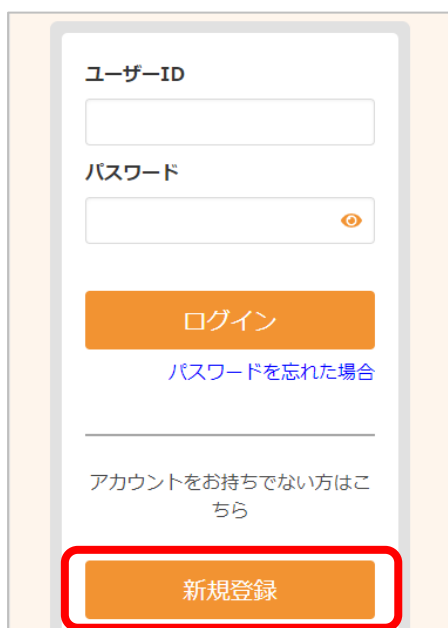 ユーザーID
パスワード
ログイン
パスワードを忘れた場合
アカウントをお持ちでない方はこ
ちら
新規登録